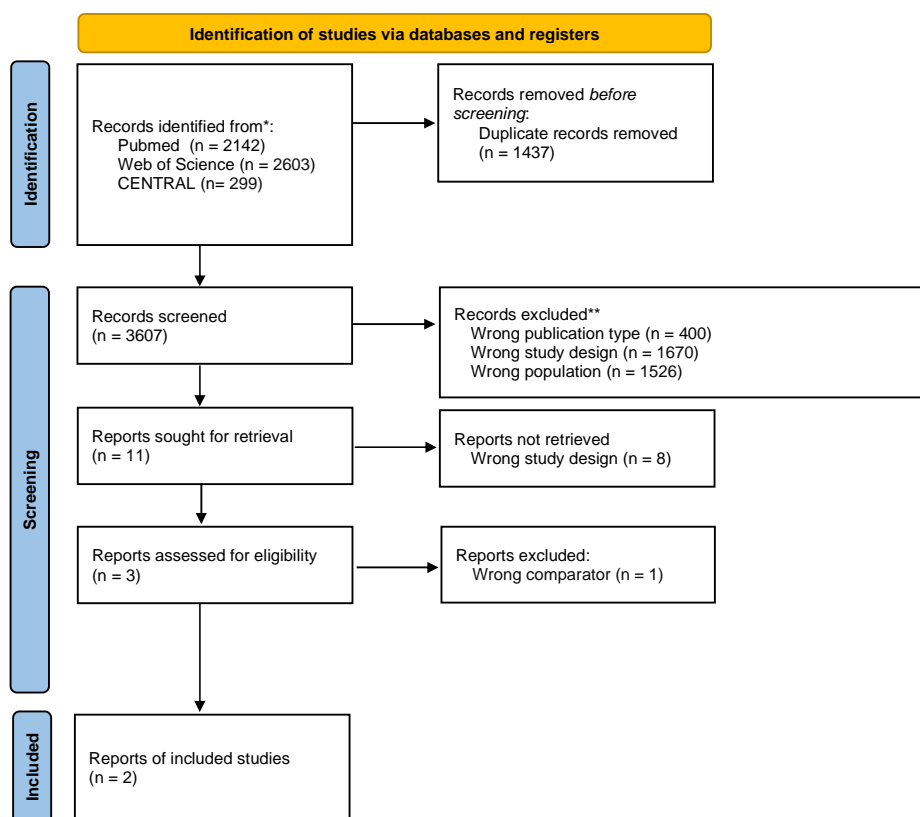 Identification of studies via databases and registers
Identification
Records identified from*:
Pubmed (n = 2142)
Web of Science (n = 2603)
CENTRAL (n= 299)
Records removed before
screening:
Duplicate records removed
(n = 1437)
Screening
Records screened
(n = 3607)
Records excluded**
Wrong publication type (n = 400)
Wrong study design (n = 1670)
Wrong population (n = 1526)
Reports sought for retrieval
(n = 11)
Reports not retrieved
Wrong study design (n = 8)
Reports assessed for eligibility
(n = 3)
Reports excluded:
Wrong comparator (n = 1)
Included
Reports of included studies
(n = 2)